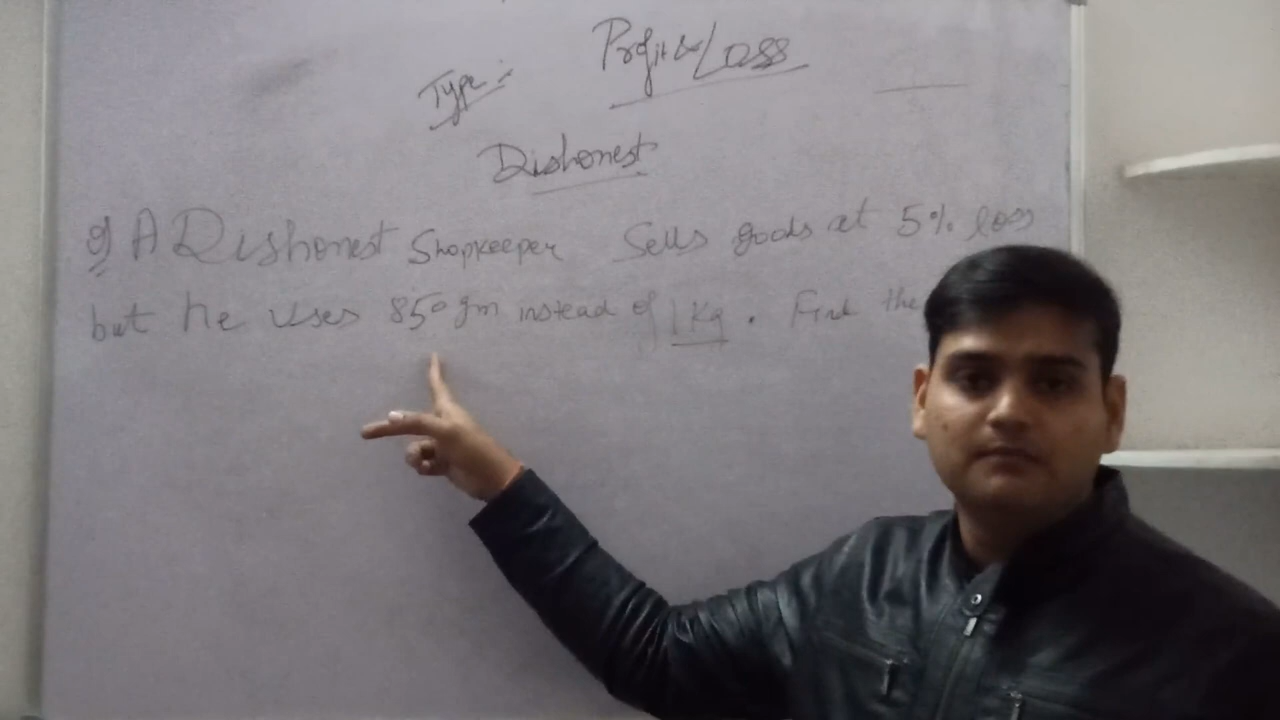 Profit & Loss
Type :-
Dishonest
Q A Dishonest Shopkeeper Sells goods at 5% loss
but he uses 850 gm instead of 1 Kg . Find the